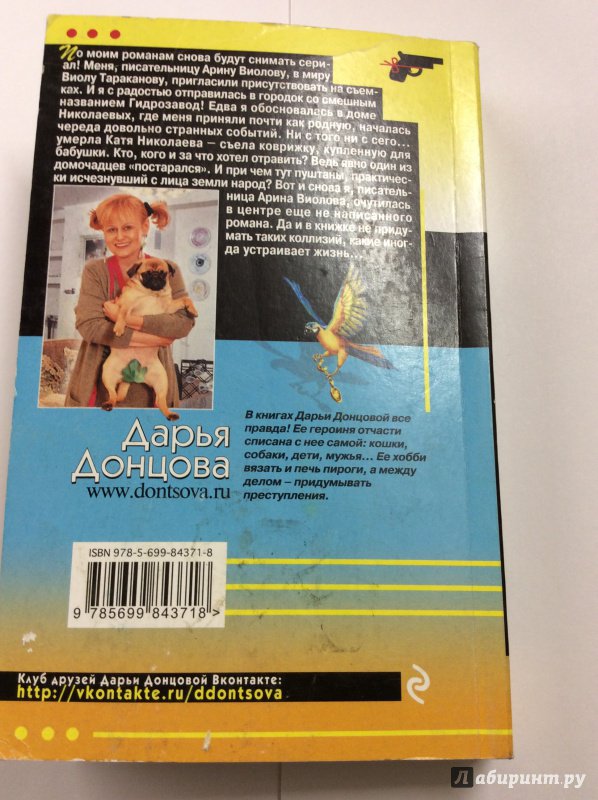 По моим романам снова будут снимать сери-
ал! Меня, писательницу Арину Виолову, в миру
Виолу Тараканову, пригласили присутствовать на съем-
ках. И я с радостью отправилась в городок со смешным
названием Гидрозавод! Едва я обосновалась в доме
Николаевых, где меня приняли почти как родную, началась
череда довольно странных событий. Ни с того ни с сего...
умерла Катя Николаева – съела коврижку, купленную для
бабушки. Кто, кого и за что хотел отравить? Ведь явно один из
домочадцев «постарался». И при чем тут пуштаны, практичес-
ки исчезнувший с лица земли народ? Вот и снова я, писатель-
ница Арина Виолова, очутилась
в центре еще не написанного
романа. Да и в книжке не приду-
мать таких коллизий, какие иног-
да устраивает жизнь...
Дарья
Донцова
www.dontsova.ru
В книгах Дарьи Донцовой все
правда! Ее героиня отчасти
списана с нее самой: кошки,
собаки, дети, мужья... Ее хобби
вязать и печь пироги, а между
делом – придумывать
преступления.
ISBN 978-5-699-84371-8
9 785699 843718 >
Клуб друзей Дарьи Донцовой Вконтакте:
http://vkontakte.ru/ddontsova
Лабиринт.ру